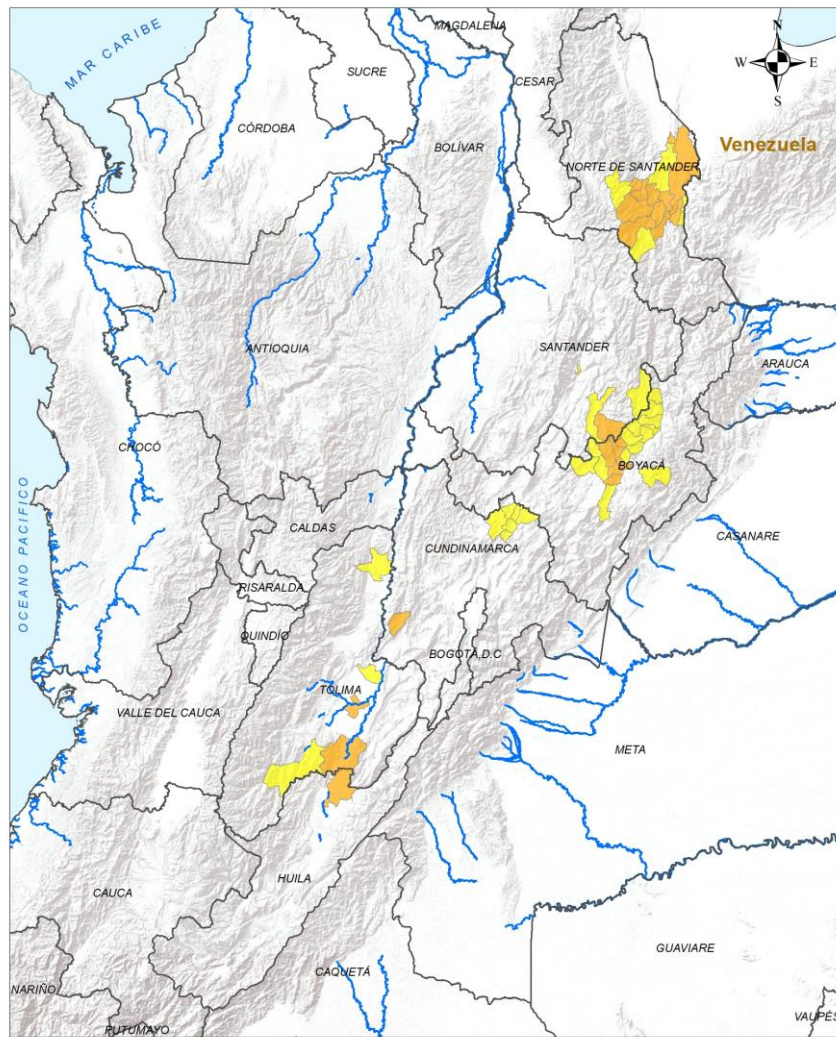 MAGDALENA
N
MAR CARIBE
SUCRE
CESAR
W
E
S
CÓRDOBA
BOLÍVAR
Venezuela
NORTE DE SANTANDER
ANTIOQUIA
SANTANDER
ARAUCA
CHOCÓ
BOYACÁ
CALDAS
CUNDINAMARCA
CASANARE
OCEANO PACIFICO
RISARALDA
QUINDÍO
BOGOTÁ,D.C
TOLIMA
VALLE DEL CAUCA
META
HUILA
CAUCA
GUAVIARE
CAQUETÁ
NARIÑO
VAUPÉS
PUTUMAYO